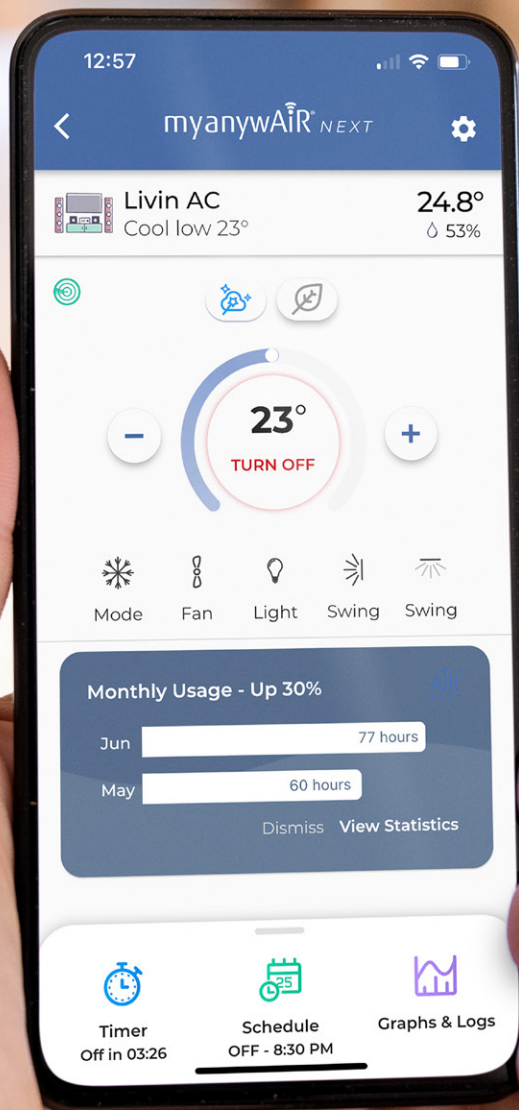 12:57
myanywAiR NEXT
Livin AC
24.8°
Cool low 23°
53%
23°
TURN OFF
Mode
Fan
Light
Swing
Swing
Monthly Usage - Up 30%
Jun
77 hours
May
60 hours
Dismiss
View Statistics
25
Timer
Schedule
Graphs & Logs
Off in 03:26
OFF - 8:30 PM